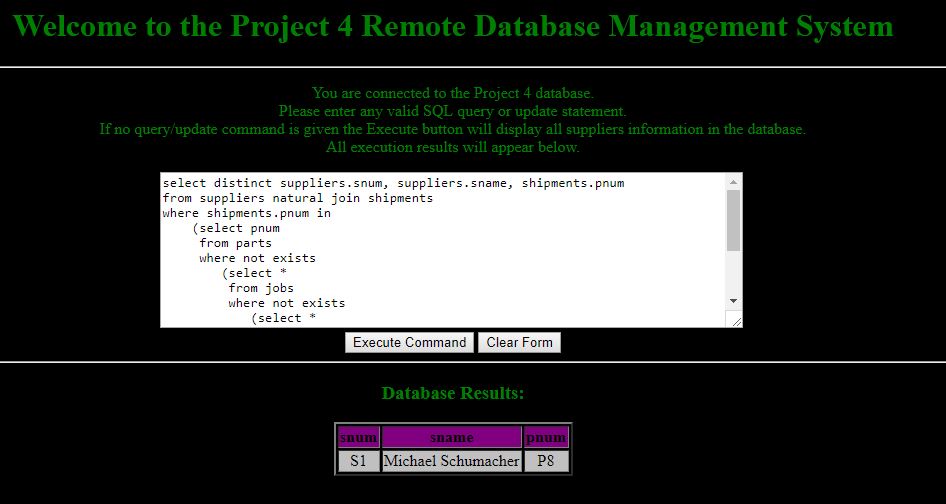 Welcome to the Project 4 Remote Database Management System
You are connected to the Project 4 database.
Please enter any valid SQL query or update statement.
If no query/update command is given the Execute button will display all suppliers information in the database.
All execution results will appear below.
select distinct suppliers.snum, suppliers.sname, shipments.pnum
from suppliers natural join shipments
where shipments.pnum in
(select pnum
from parts
where not exists
(select *
from jobs
where not exists
(select *
Execute Command Clear Form
Database Results:
snum sname pnum
S1 Michael Schumacher P8